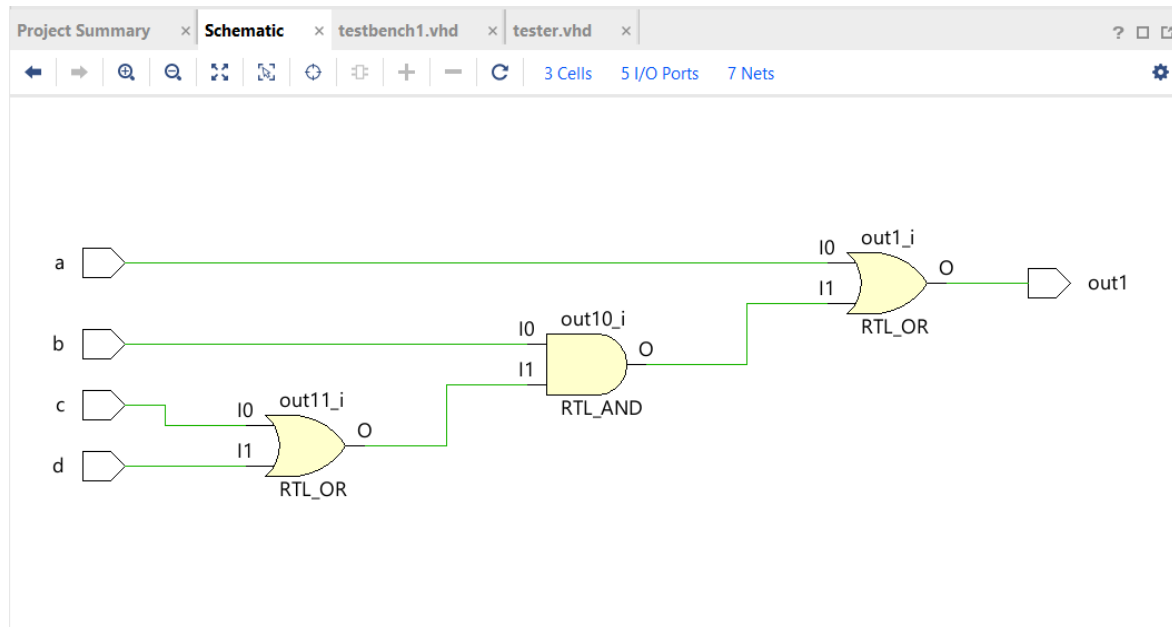 Project Summary × Schematic × testbench1.vhd × tester.vhd ×
?
3 Cells 5 I/O Ports 7 Nets
out1_i
a
I0
O
I1
out1
RTL_OR
out10_i
b
I0
O
I1
RTL_AND
out11_i
c
I0
O
I1
d
RTL_OR